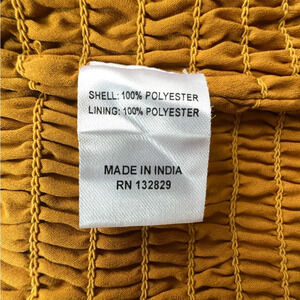 SHELL: 100% POLYESTER
LINING: 100% POLYESTER
MADE IN INDIA
RN 132829